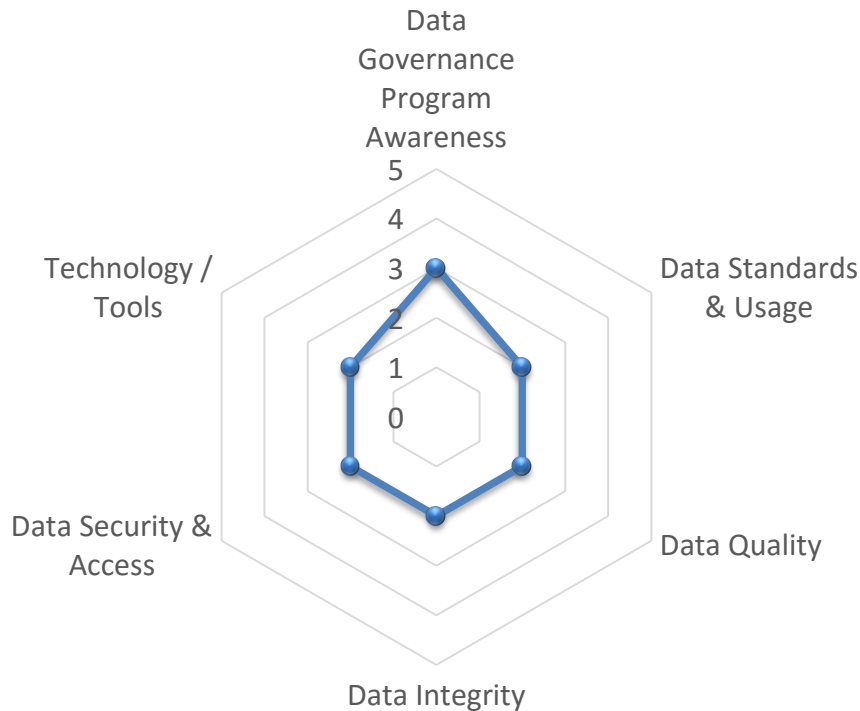 Data
Governance
Program
Awareness
5
4
3
2
1
0
Technology /
Tools
Data Standards
& Usage
Data Security &
Access
Data Quality
Data Integrity